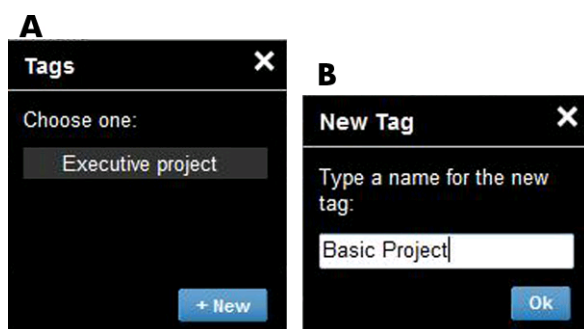 A
Tags ✕
Choose one:
Executive project
+ New
B
New Tag ✕
Type a name for the new
tag:
Basic Project
Ok